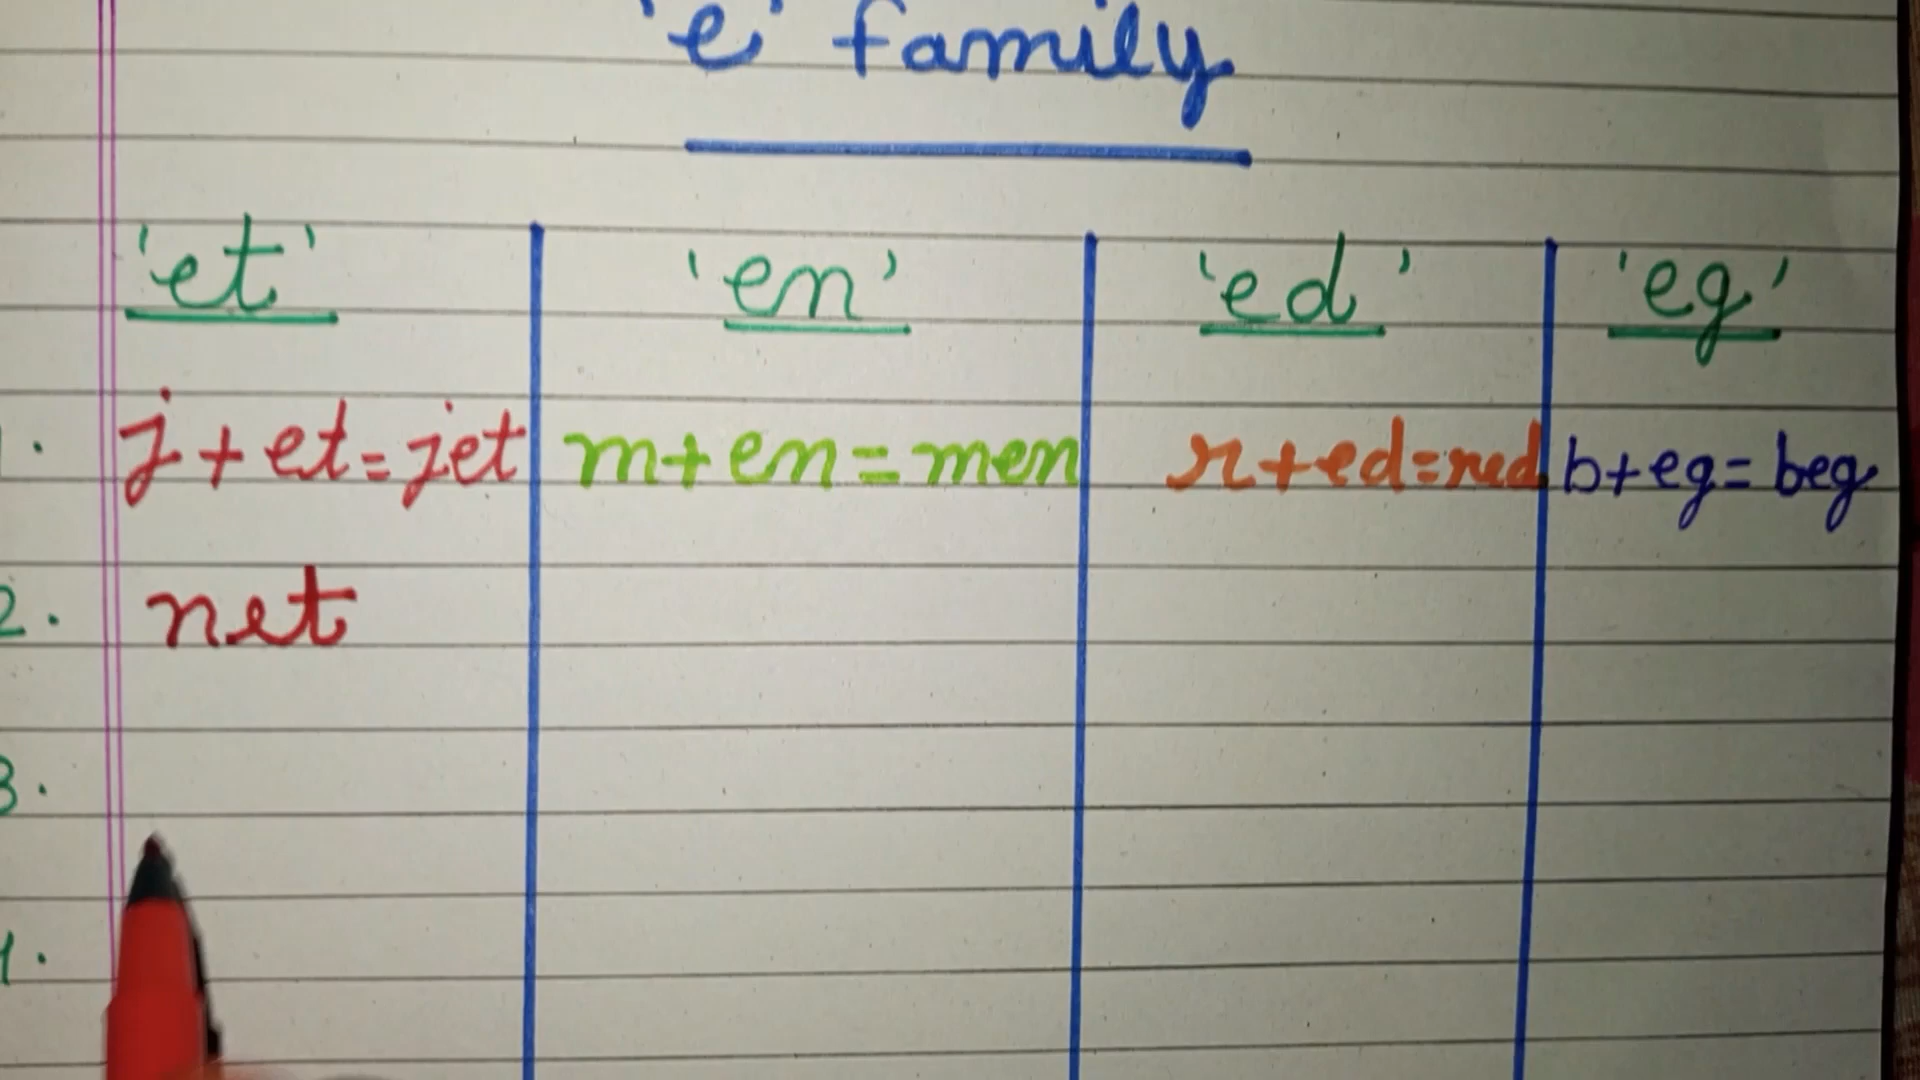 'e' family
'et' 'en' 'ed' 'eg'
1. j+et=jet m+en=men r+ed=red b+eg=beg
2. net
3.
4.